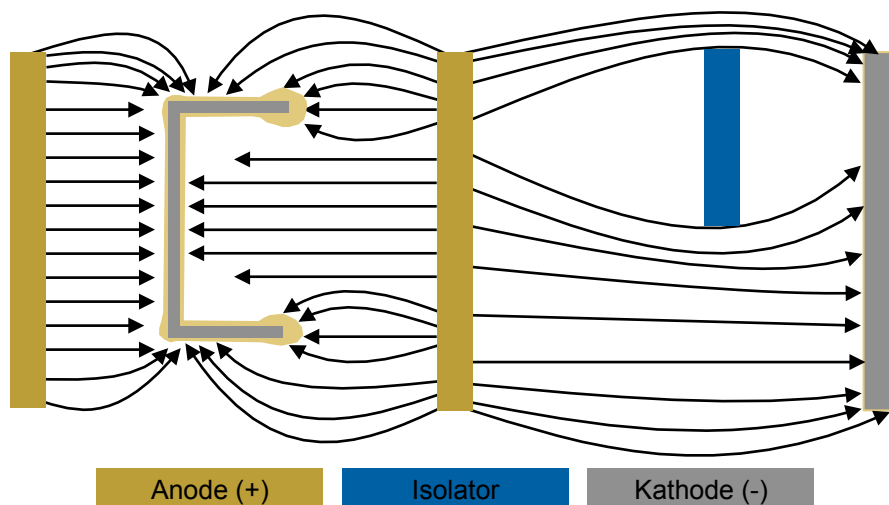 Anode (+)
Isolator
Kathode (-)